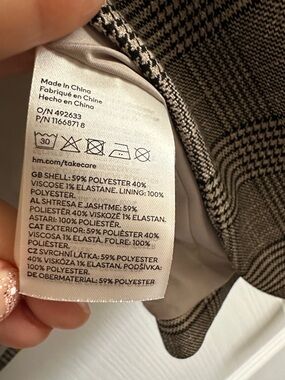 Made in China
Fabriqué en Chine
Hecho en China
O/N 492633
P/N 1166871 8
30
hm.com/takecare
GB SHELL: 59% POLYESTER 40%
VISCOSE 1% ELASTANE. LINING: 100%
POLYESTER.
AL SHTRESA E JASHTME: 59%
POLIESTËR 40% VISKOZË 1% ELASTAN.
ASTARI: 100% POLIESTËR.
CAT EXTERIOR: 59% POLIÈSTER 40%
VISCOSA 1% ELASTÀ. FOLRE: 100%
POLIÈSTER.
CZ SVRCHNÍ LÁTKA: 59% POLYESTER
40% VISKÓZA 1% ELASTAN. PODŠÍVKA:
100% POLYESTER.
DE OBERMATERIAL: 59% POLYESTER